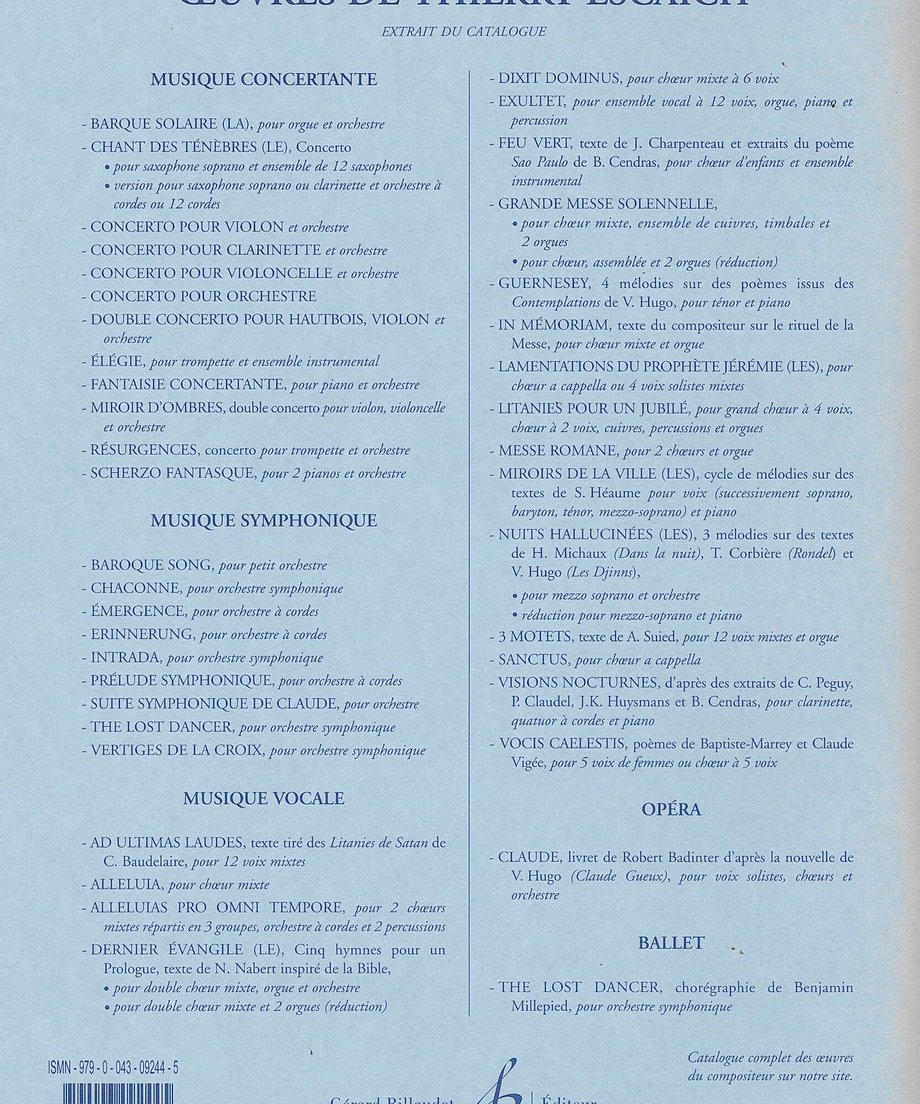 ŒUVRES DE THIERRY ESCAICH
EXTRAIT DU CATALOGUE
MUSIQUE CONCERTANTE
- BARQUE SOLAIRE (LA), pour orgue et orchestre
- CHANT DES TÉNÈBRES (LE), Concerto
• pour saxophone soprano et ensemble de 12 saxophones
• version pour saxophone soprano ou clarinette et orchestre à
cordes ou 12 cordes
- CONCERTO POUR VIOLON et orchestre
- CONCERTO POUR CLARINETTE et orchestre
- CONCERTO POUR VIOLONCELLE et orchestre
- CONCERTO POUR ORCHESTRE
- DOUBLE CONCERTO POUR HAUTBOIS, VIOLON et
orchestre
- ÉLÉGIE, pour trompette et ensemble instrumental
- FANTAISIE CONCERTANTE, pour piano et orchestre
- MIROIR D'OMBRES, double concerto pour violon, violoncelle
et orchestre
- RÉSURGENCES, concerto pour trompette et orchestre
- SCHERZO FANTASQUE, pour 2 pianos et orchestre
MUSIQUE SYMPHONIQUE
- BAROQUE SONG, pour petit orchestre
- CHACONNE, pour orchestre symphonique
- ÉMERGENCE, pour orchestre à cordes
- ERINNERUNG, pour orchestre à cordes
- INTRADA, pour orchestre symphonique
- PRÉLUDE SYMPHONIQUE, pour orchestre à cordes
- SUITE SYMPHONIQUE DE CLAUDE, pour orchestre
- THE LOST DANCER, pour orchestre symphonique
- VERTIGES DE LA CROIX, pour orchestre symphonique
MUSIQUE VOCALE
- AD ULTIMAS LAUDES, texte tiré des Litanies de Satan de
C. Baudelaire, pour 12 voix mixtes
- ALLELUIA, pour chœur mixte
- ALLELUIAS PRO OMNI TEMPORE, pour 2 chœurs
mixtes répartis en 3 groupes, orchestre à cordes et 2 percussions
- DERNIER ÉVANGILE (LE), Cinq hymnes pour un
Prologue, texte de N. Nabert inspiré de la Bible,
• pour double chœur mixte, orgue et orchestre
• pour double chœur mixte et 2 orgues (réduction)
- DIXIT DOMINUS, pour chœur mixte à 6 voix
- EXULTET, pour ensemble vocal à 12 voix, orgue, piano et
percussion
- FEU VERT, texte de J. Charpenteau et extraits du poème
Sao Paulo de B. Cendras, pour chœur d'enfants et ensemble
instrumental
- GRANDE MESSE SOLENNELLE,
• pour chœur mixte, ensemble de cuivres, timbales et
2 orgues
• pour chœur, assemblée et 2 orgues (réduction)
- GUERNESEY, 4 mélodies sur des poèmes issus des
Contemplations de V. Hugo, pour ténor et piano
- IN MÉMORIAM, texte du compositeur sur le rituel de la
Messe, pour chœur mixte et orgue
- LAMENTATIONS DU PROPHÈTE JÉRÉMIE (LES), pour
chœur a cappella ou 4 voix solistes mixtes
- LITANIES POUR UN JUBILÉ, pour grand chœur à 4 voix,
chœur à 2 voix, cuivres, percussions et orgues
- MESSE ROMANE, pour 2 chœurs et orgue
- MIROIRS DE LA VILLE (LES), cycle de mélodies sur des
textes de S. Héaume pour voix (successivement soprano,
baryton, ténor, mezzo-soprano) et piano
- NUITS HALLUCINÉES (LES), 3 mélodies sur des textes
de H. Michaux (Dans la nuit), T. Corbière (Rondel) et
V. Hugo (Les Djinns),
• pour mezzo soprano et orchestre
• réduction pour mezzo-soprano et piano
- 3 MOTETS, texte de A. Suied, pour 12 voix mixtes et orgue
- SANCTUS, pour chœur a cappella
- VISIONS NOCTURNES, d'après des extraits de C. Peguy,
P. Claudel, J.K. Huysmans et B. Cendras, pour clarinette,
quatuor à cordes et piano
- VOCIS CAELESTIS, poèmes de Baptiste-Marrey et Claude
Vigée, pour 5 voix de femmes ou chœur à 5 voix
OPÉRA
- CLAUDE, livret de Robert Badinter d'après la nouvelle de
V. Hugo (Claude Gueux), pour voix solistes, chœurs et
orchestre
BALLET
- THE LOST DANCER, chorégraphie de Benjamin
Millepied, pour orchestre symphonique
Catalogue complet des œuvres
du compositeur sur notre site.
ISMN - 979 - 0 - 043 - 09244 - 5
Gérard Billaudot Éditeur